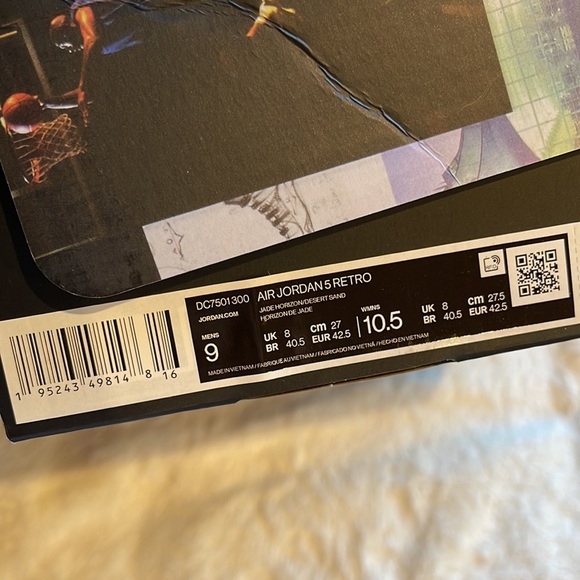 DC7501300 AIR JORDAN 5 RETRO
JORDAN.COM JADE HORIZON/DESERT SAND
HORIZON DE JADE
MENS
9
UK 8 cm 27
BR 40.5 EUR 42.5
WMNS
10.5
UK 8 cm 27.5
BR 40.5 EUR 42.5
MADE IN VIETNAM / FABRIQUÉ AU VIETNAM / FABRICADO NO VIETNÃ / HECHO EN VIETNAM
1 95243 49814 8 16